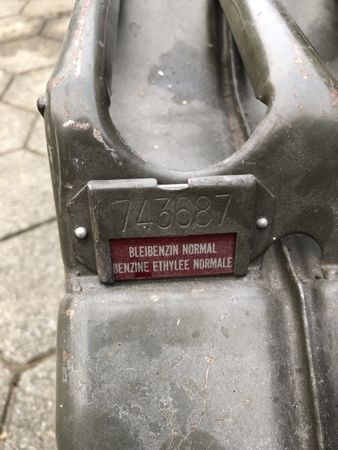 743687
BLEIBENZIN NORMAL
BENZINE ETHYLEE NORMALE